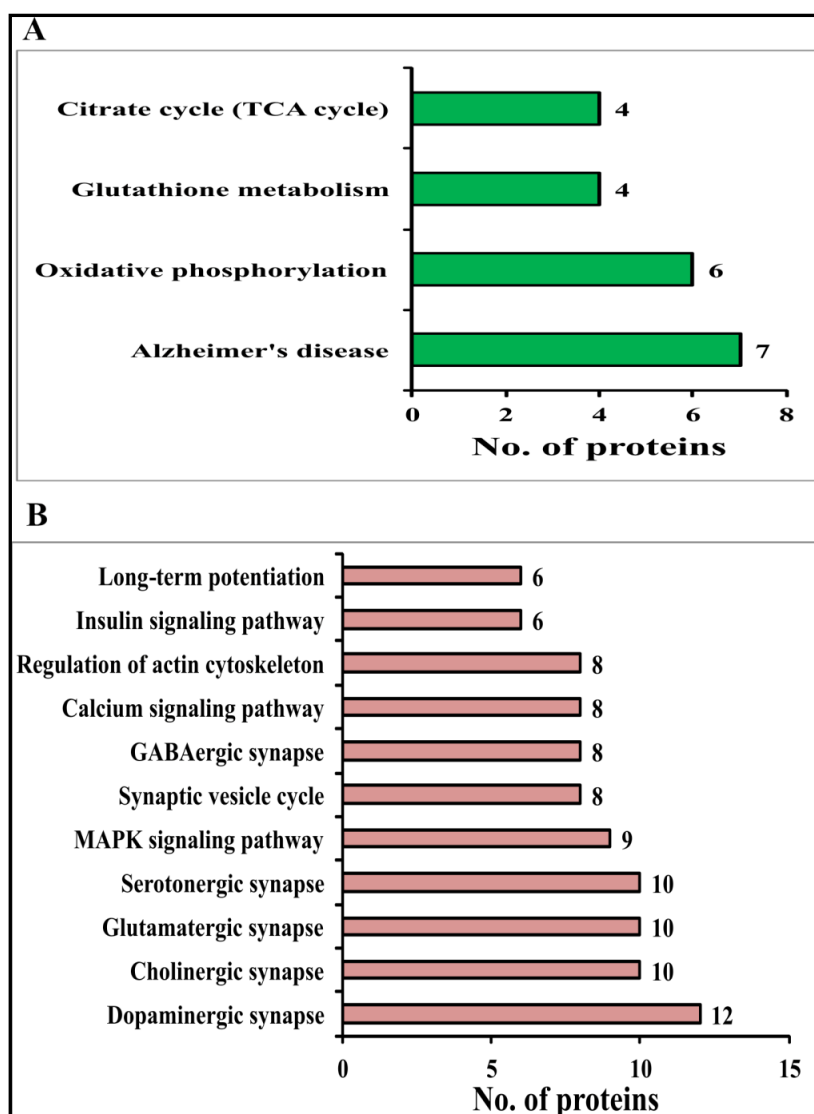 A
Citrate cycle (TCA cycle) 4
Glutathione metabolism 4
Oxidative phosphorylation 6
Alzheimer's disease 7
0 2 4 6 8
No. of proteins
B
Long-term potentiation 6
Insulin signaling pathway 6
Regulation of actin cytoskeleton 8
Calcium signaling pathway 8
GABAergic synapse 8
Synaptic vesicle cycle 8
MAPK signaling pathway 9
Serotonergic synapse 10
Glutamatergic synapse 10
Cholinergic synapse 10
Dopaminergic synapse 12
0 5 10 15
No. of proteins